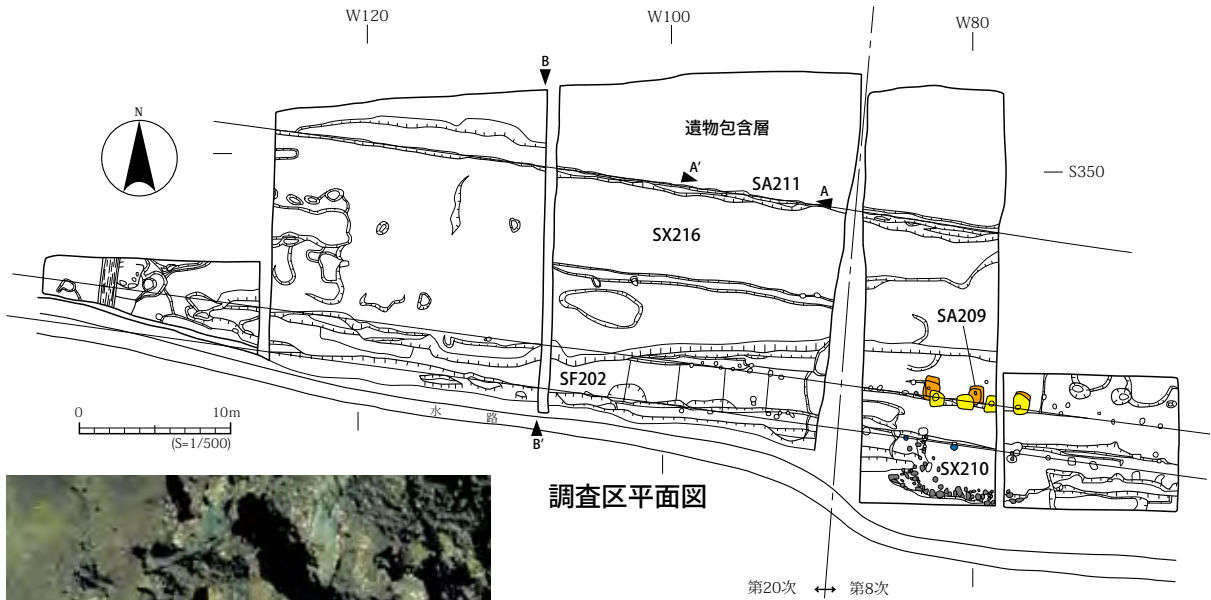 W120
W100
W80
B
N
遺物包含層
A'
SA211
A
S350
SX216
SA209
SF202
0
10m
(S=1/500)
水路
B'
SX210
調査区平面図
第20次 ↔ 第8次